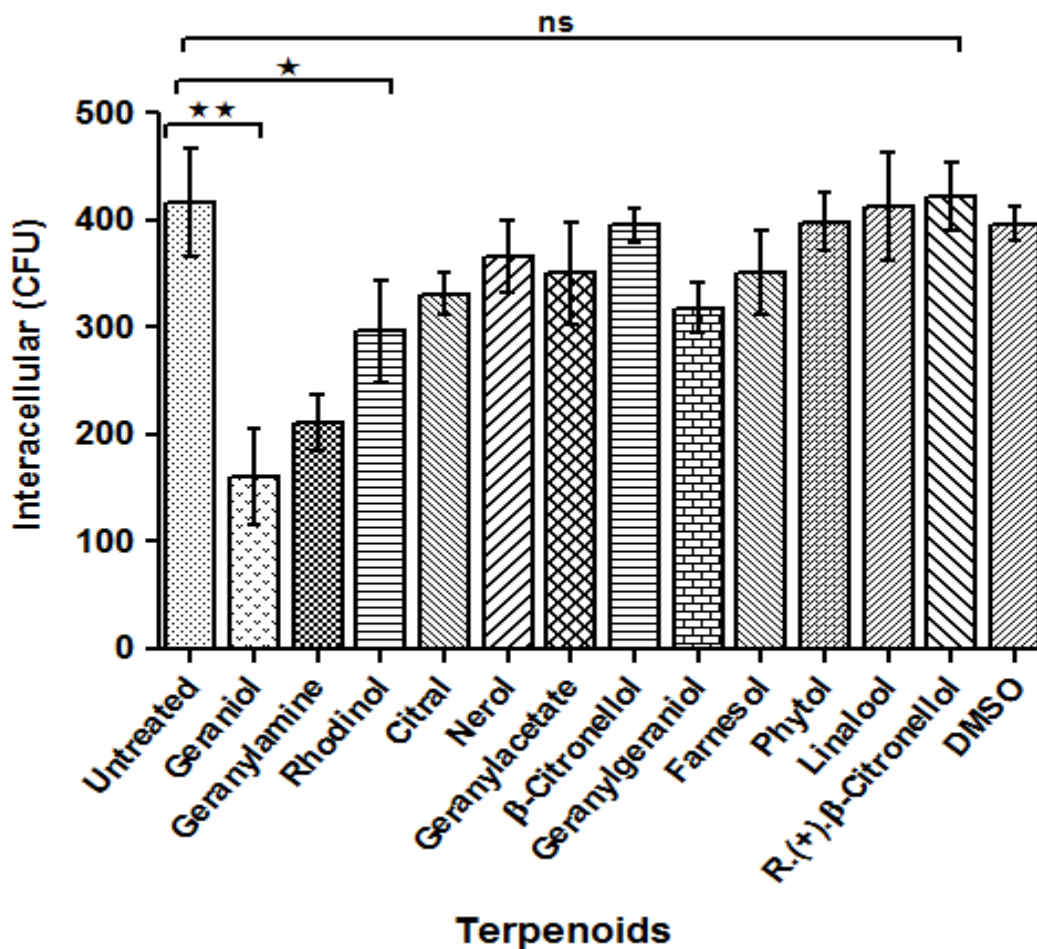 ns
★
★★
500
400
300
200
100
0
Interacellular (CFU)
Untreated
Geraniol
Geranylamine
Rhodinol
Citral
Nerol
Geranylacetate
β-Citronellol
Geranylgeraniol
Farnesol
Phytol
Linalool
R.(+).β-Citronellol
DMSO
Terpenoids